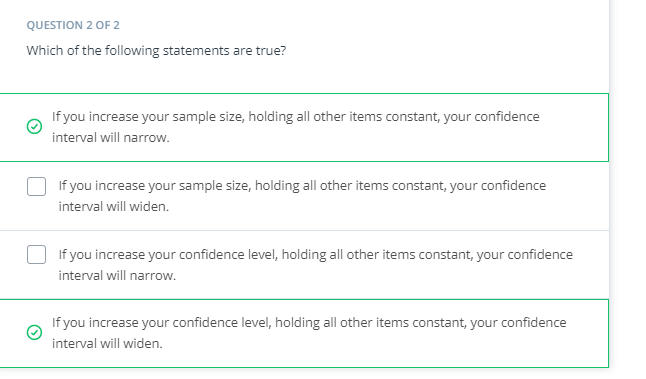 QUESTION 2 OF 2
Which of the following statements are true?
If you increase your sample size, holding all other items constant, your confidence
interval will narrow.
If you increase your sample size, holding all other items constant, your confidence
interval will widen.
If you increase your confidence level, holding all other items constant, your confidence
interval will narrow.
If you increase your confidence level, holding all other items constant, your confidence
interval will widen.